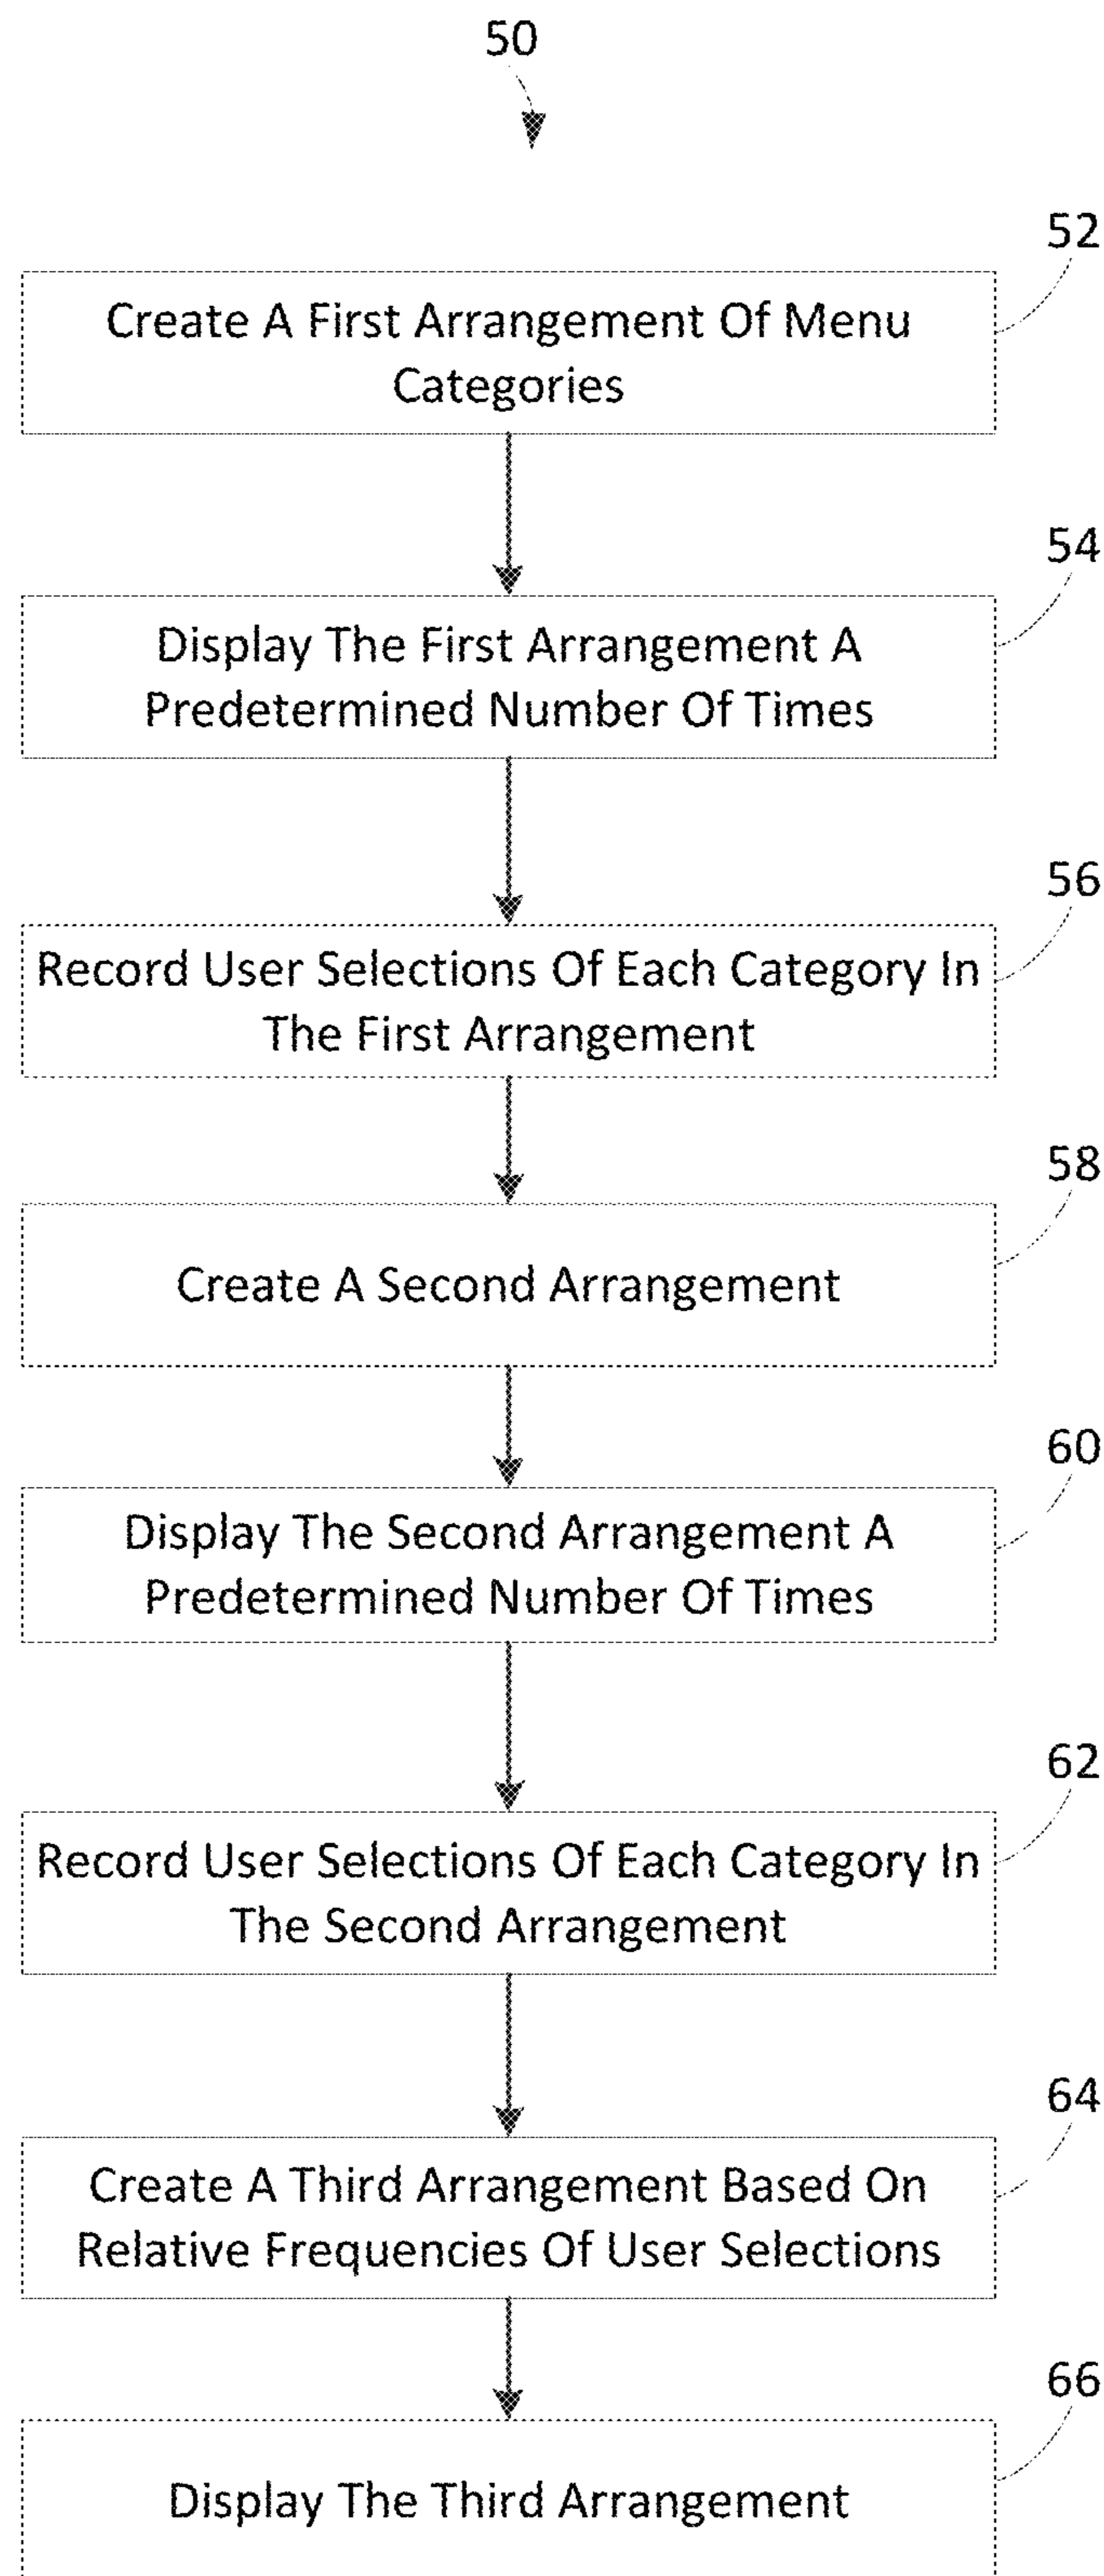 50
52
Create A First Arrangement Of Menu
Categories
54
Display The First Arrangement A
Predetermined Number Of Times
56
Record User Selections Of Each Category In
The First Arrangement
58
Create A Second Arrangement
60
Display The Second Arrangement A
Predetermined Number Of Times
62
Record User Selections Of Each Category In
The Second Arrangement
64
Create A Third Arrangement Based On
Relative Frequencies Of User Selections
66
Display The Third Arrangement